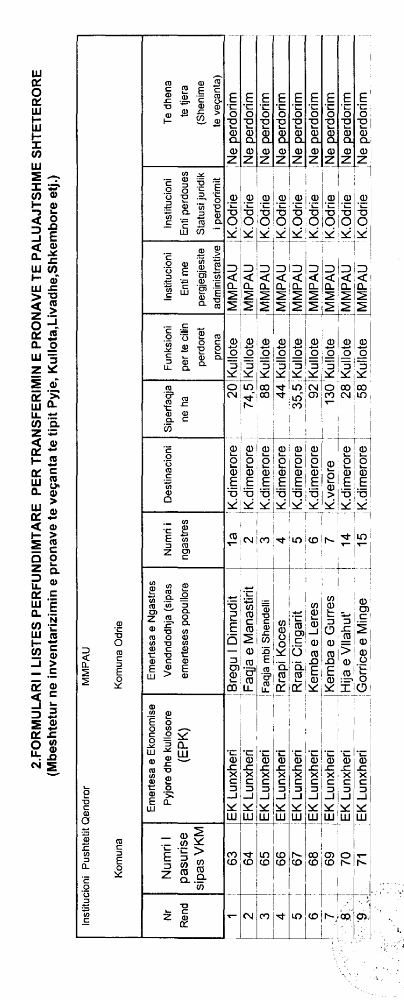 2.FORMULARI I LISTES PERFUNDIMTARE PER TRANSFERIMIN E PRONAVE TE PALUAJTSHME SHTETERORE
(Mbeshtetur ne inventarizimin e pronave te veçanta te tipit Pyje, Kullota,Livadhe,Shkembore etj.)
Institucioni Pushtetit Qendror MMPAU
Komuna Komuna Odrie
Nr Rend Numri I pasurise sipas VKM Emertesa e Ekonomise Pyjore dhe kullosore (EPK) Emertesa e Ngastres Vendndodhja (sipas emerteses popullore Numri i ngastres Destinacioni Siperfaqja ne ha Funksioni per te cilin perdoret prona Institucioni Enti me pergjegjesite administrative Institucioni Enti perdoues Statusi juridik i perdorimit Te dhena te tjera (Shenime te veçanta)
1 63 EK Lunxheri Bregu I Dimrudit 1a K.dimerore 20 Kullote MMPAU K.Odrie Ne perdorim
2 64 EK Lunxheri Faqja e Manastirit 2 K.dimerore 74,5 Kullote MMPAU K.Odrie Ne perdorim
3 65 EK Lunxheri Faqja mbi Shendelli 3 K.dimerore 88 Kullote MMPAU K.Odrie Ne perdorim
4 66 EK Lunxheri Rrapi Koces 4 K.dimerore 44 Kullote MMPAU K.Odrie Ne perdorim
5 67 EK Lunxheri Rrapi Cingarit 5 K.dimerore 35,5 Kullote MMPAU K.Odrie Ne perdorim
6 68 EK Lunxheri Kemba e Leres 6 K.dimerore 92 Kullote MMPAU K.Odrie Ne perdorim
7 69 EK Lunxheri Kemba e Gurres 7 K.verore 130 Kullote MMPAU K.Odrie Ne perdorim
8 70 EK Lunxheri Hija e Vllahut' 14 K.dimerore 28 Kullote MMPAU K.Odrie Ne perdorim
9 71 EK Lunxheri Gorrice e Minge 15 K.dimerore 58 Kullote MMPAU K.Odrie Ne perdorim